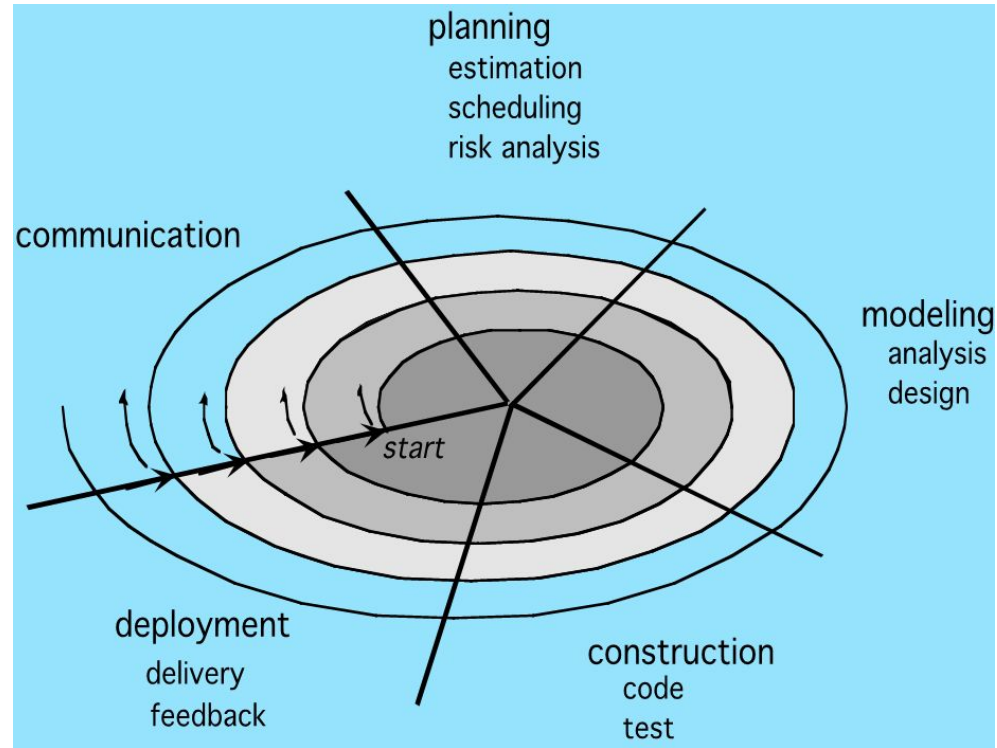 planning
estimation
scheduling
risk analysis
communication
modeling
analysis
design
start
deployment
delivery
feedback
construction
code
test